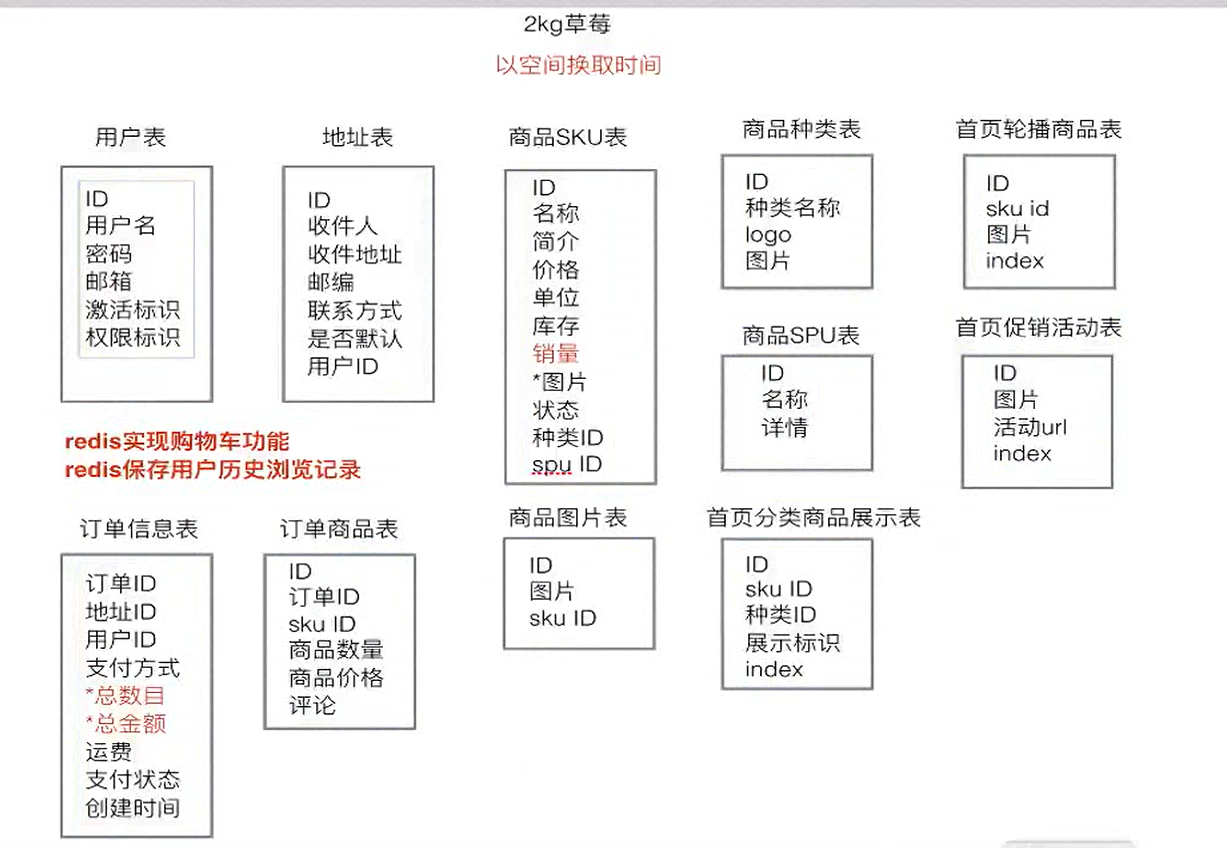 2kg草莓
以空间换取时间
用户表
ID
用户名
密码
邮箱
激活标识
权限标识
地址表
ID
收件人
收件地址
邮编
联系方式
是否默认
用户ID
商品SKU表
ID
名称
简介
价格
单位
库存
销量
*图片
状态
种类ID
spu ID
商品种类表
ID
种类名称
logo
图片
首页轮播商品表
ID
sku id
图片
index
商品SPU表
ID
名称
详情
首页促销活动表
ID
图片
活动url
index
redis实现购物车功能
redis保存用户历史浏览记录
订单信息表
订单ID
地址ID
用户ID
支付方式
*总数目
*总金额
运费
支付状态
创建时间
订单商品表
ID
订单ID
sku ID
商品数量
商品价格
评论
商品图片表
ID
图片
sku ID
首页分类商品展示表
ID
sku ID
种类ID
展示标识
index